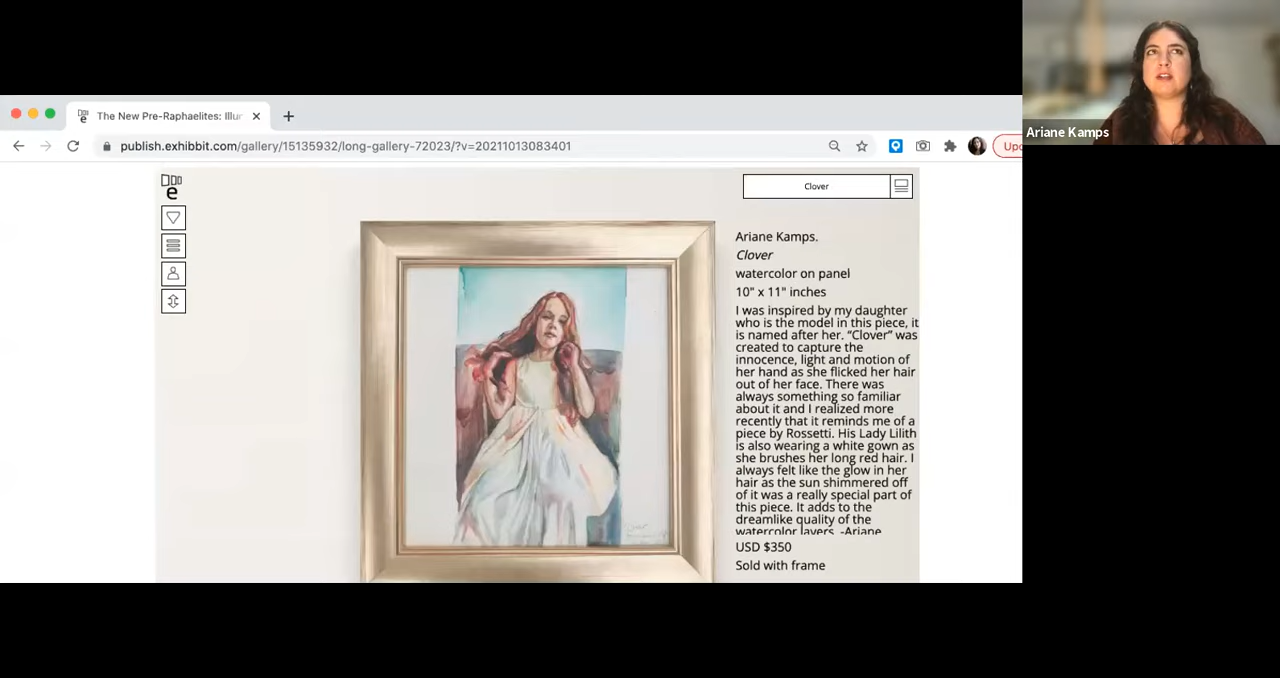 The New Pre-Raphaelites: Illur
publish.exhibbit.com/gallery/15135932/long-gallery-72023/?v=20211013083401
Upc
Ariane Kamps
e
Clover
Ariane Kamps.
Clover
watercolor on panel
10" x 11" inches
I was inspired by my daughter
who is the model in this piece, it
is named after her. “Clover” was
created to capture the
innocence, light and motion of
her hand as she flicked her hair
out of her face. There was
always something so familiar
about it and I realized more
recently that it reminds me of a
piece by Rossetti. His Lady Lilith
is also wearing a white gown as
she brushes her long red hair. I
always felt like the glow in her
hair as the sun shimmered off
of it was a really special part of
this piece. It adds to the
dreamlike quality of the
watercolor layers. -Ariane
USD $350
Sold with frame